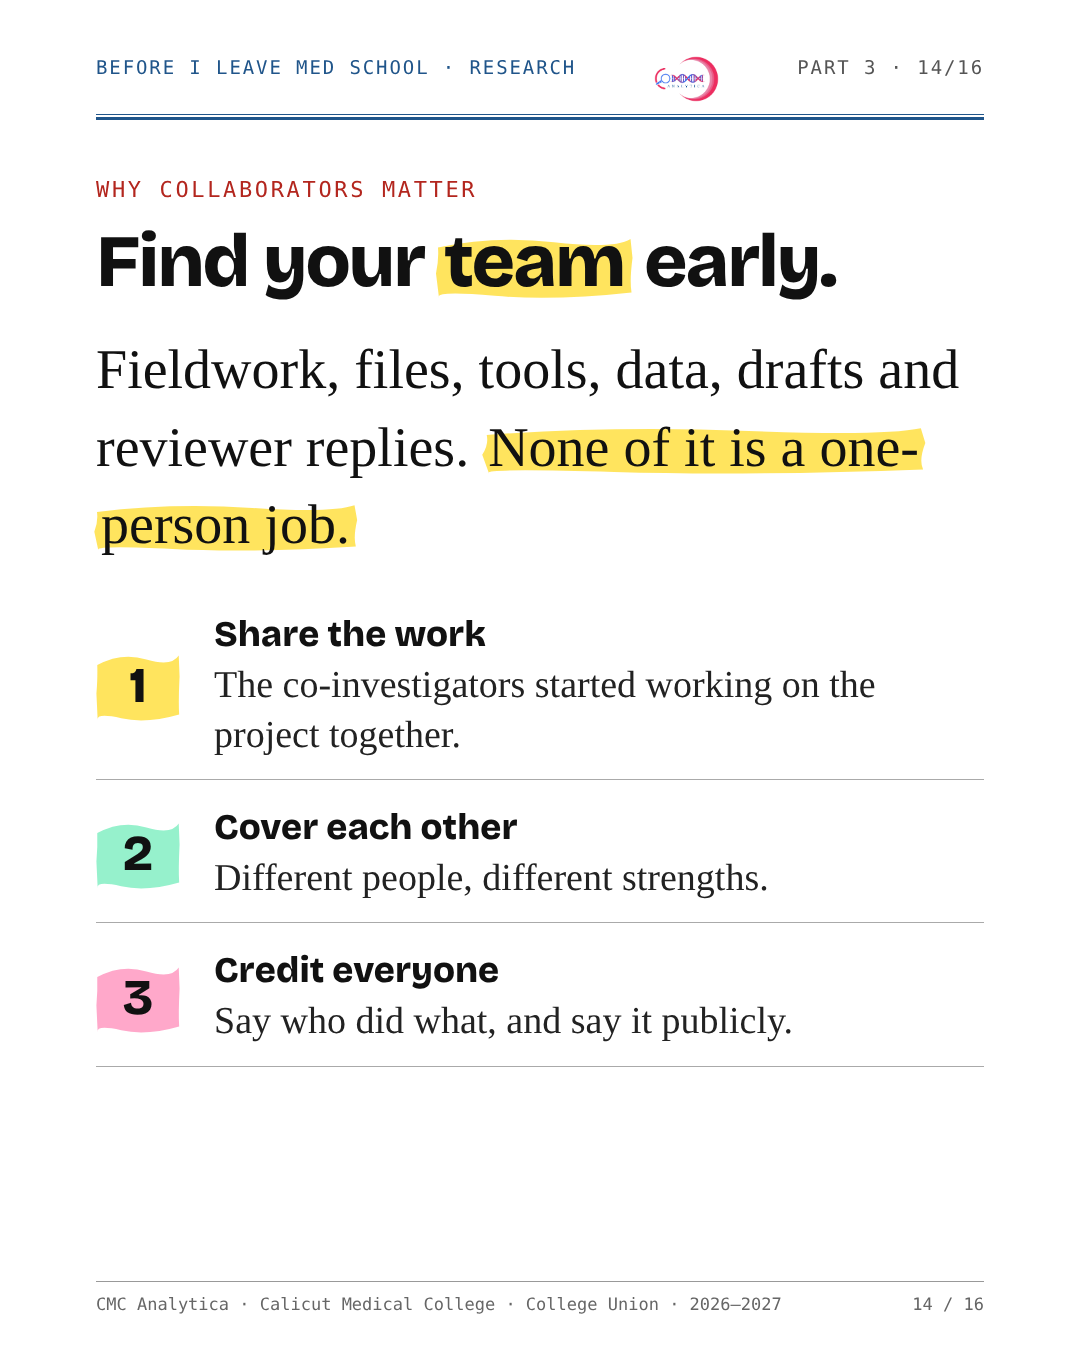 BEFORE I LEAVE MED SCHOOL · RESEARCH
ANALYTICA
PART 3 · 14/16
WHY COLLABORATORS MATTER
Find your team early.
Fieldwork, files, tools, data, drafts and
reviewer replies. None of it is a one-
person job.
1
Share the work
The co-investigators started working on the
project together.
2
Cover each other
Different people, different strengths.
3
Credit everyone
Say who did what, and say it publicly.
CMC Analytica · Calicut Medical College · College Union · 2026–2027
14 / 16